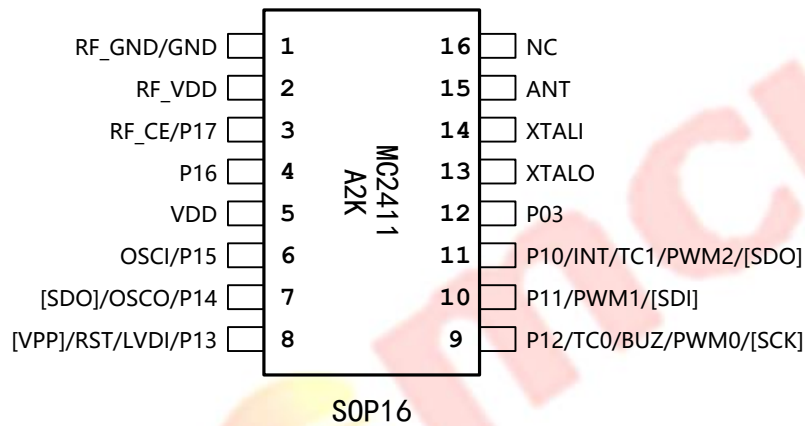 RF_GND/GND 1 16 NC
RF_VDD 2 15 ANT
RF_CE/P17 3 14 XTALI
P16 4 13 XTALO
VDD 5 12 P03
OSCI/P15 6 11 P10/INT/TC1/PWM2/[SDO]
[SDO]/OSCO/P14 7 10 P11/PWM1/[SDI]
[VPP]/RST/LVDI/P13 8 9 P12/TC0/BUZ/PWM0/[SCK]
MC2411
A2K
SOP16